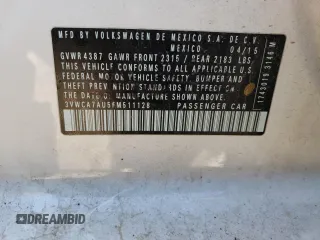 MFD BY VOLKSWAGEN DE MEXICO S.A. DE C.V.
MEXICO 04/15
GVWR 4387 GAWR FRONT 2315 / REAR 2183 LBS
THIS VEHICLE CONFORMS TO ALL APPLICABLE
FEDERAL MOTOR VEHICLE SAFETY, BUMPER AND
THEFT PREVENTION STANDARDS IN EFFECT ON THE
DATE OF MANUFACTURE SHOWN ABOVE
3VWCA7AU5FM511128 PASSENGER CAR
DREAMBID